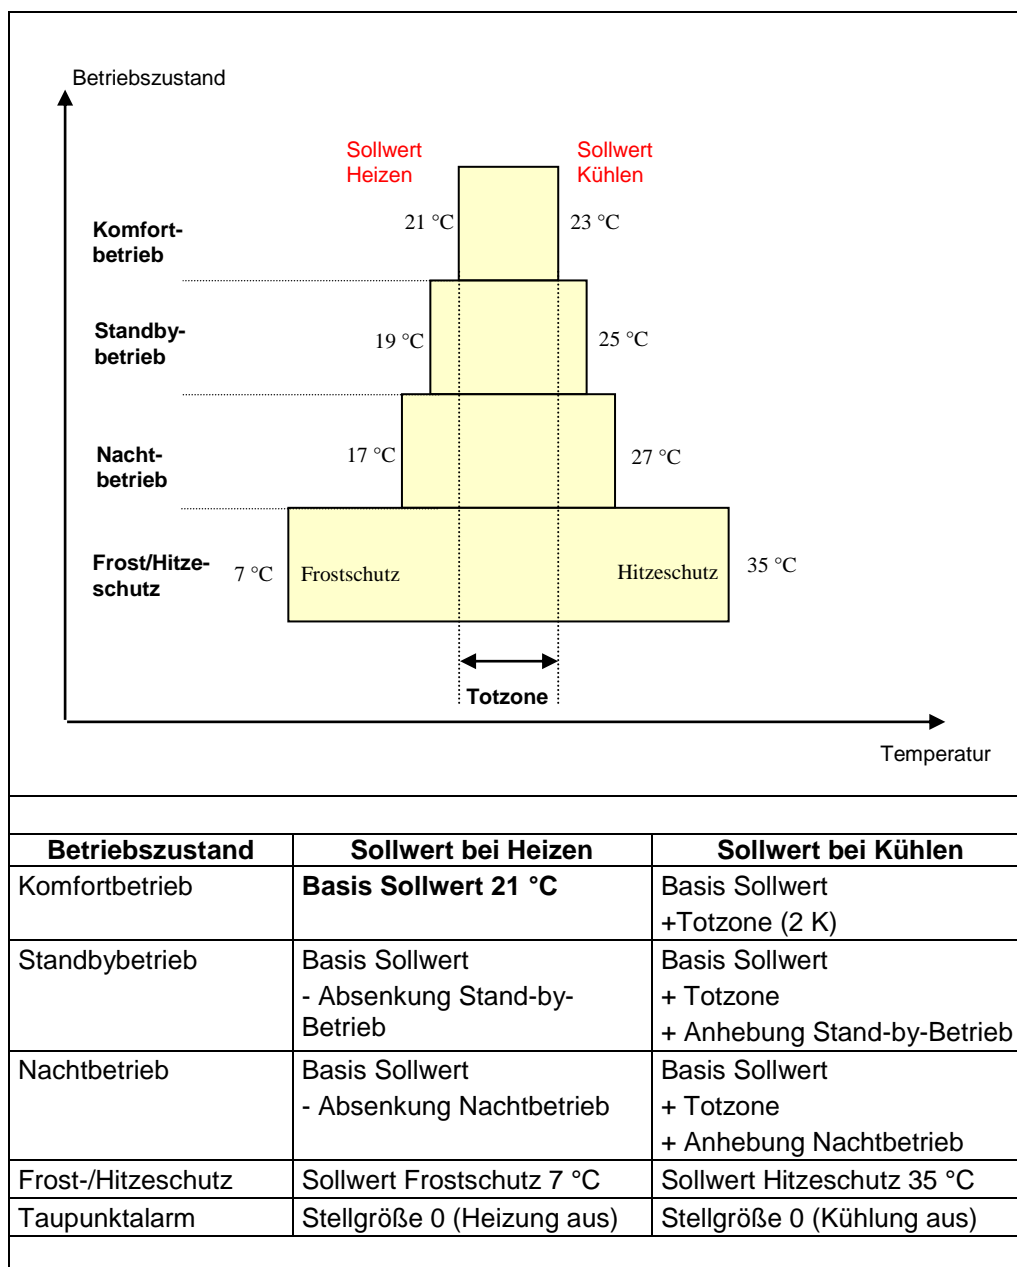 Betriebszustand
Sollwert
Heizen
Sollwert
Kühlen
21 °C
23 °C
Komfort-
betrieb
Standby-
betrieb
19 °C
25 °C
Nacht-
betrieb
17 °C
27 °C
Frost/Hitze-
schutz
7 °C
Frostschutz
Hitzeschutz
35 °C
Totzone
Temperatur
Betriebszustand Sollwert bei Heizen Sollwert bei Kühlen
Komfortbetrieb Basis Sollwert 21 °C Basis Sollwert
+Totzone (2 K)
Standbybetrieb Basis Sollwert Basis Sollwert
- Absenkung Stand-by- + Totzone
Betrieb + Anhebung Stand-by-Betrieb
Nachtbetrieb Basis Sollwert Basis Sollwert
- Absenkung Nachtbetrieb + Totzone
+ Anhebung Nachtbetrieb
Frost-/Hitzeschutz Sollwert Frostschutz 7 °C Sollwert Hitzeschutz 35 °C
Taupunktalarm Stellgröße 0 (Heizung aus) Stellgröße 0 (Kühlung aus)